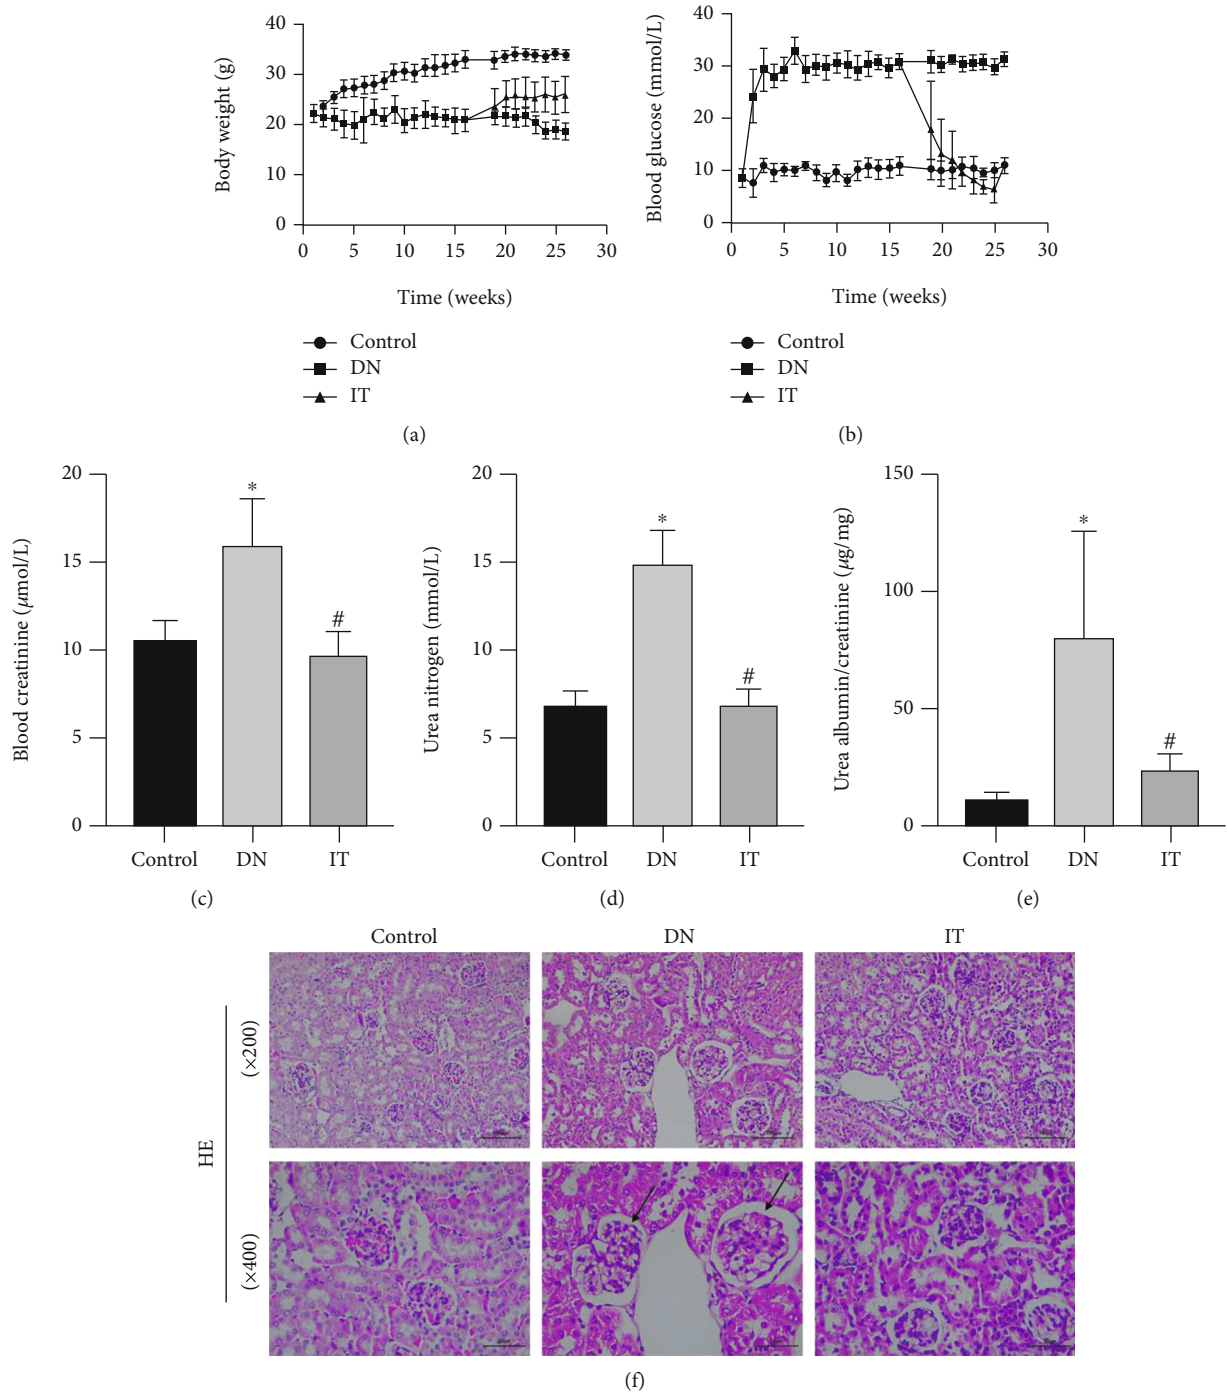 Body weight (g)
40
30
20
10
0
0 5 10 15 20 25 30
Time (weeks)
Control
DN
IT
(a)
Blood glucose (mmol/L)
40
30
20
10
0
0 5 10 15 20 25 30
Time (weeks)
Control
DN
IT
(b)
Blood creatinine (μmol/L)
20
15
10
5
0
*
#
Control DN IT
(c)
Urea nitrogen (mmol/L)
20
15
10
5
0
*
#
Control DN IT
(d)
Urea albumin/creatinine (μg/mg)
150
100
50
0
*
#
Control DN IT
(e)
Control DN IT
HE
(×200)
(×400)
(f)